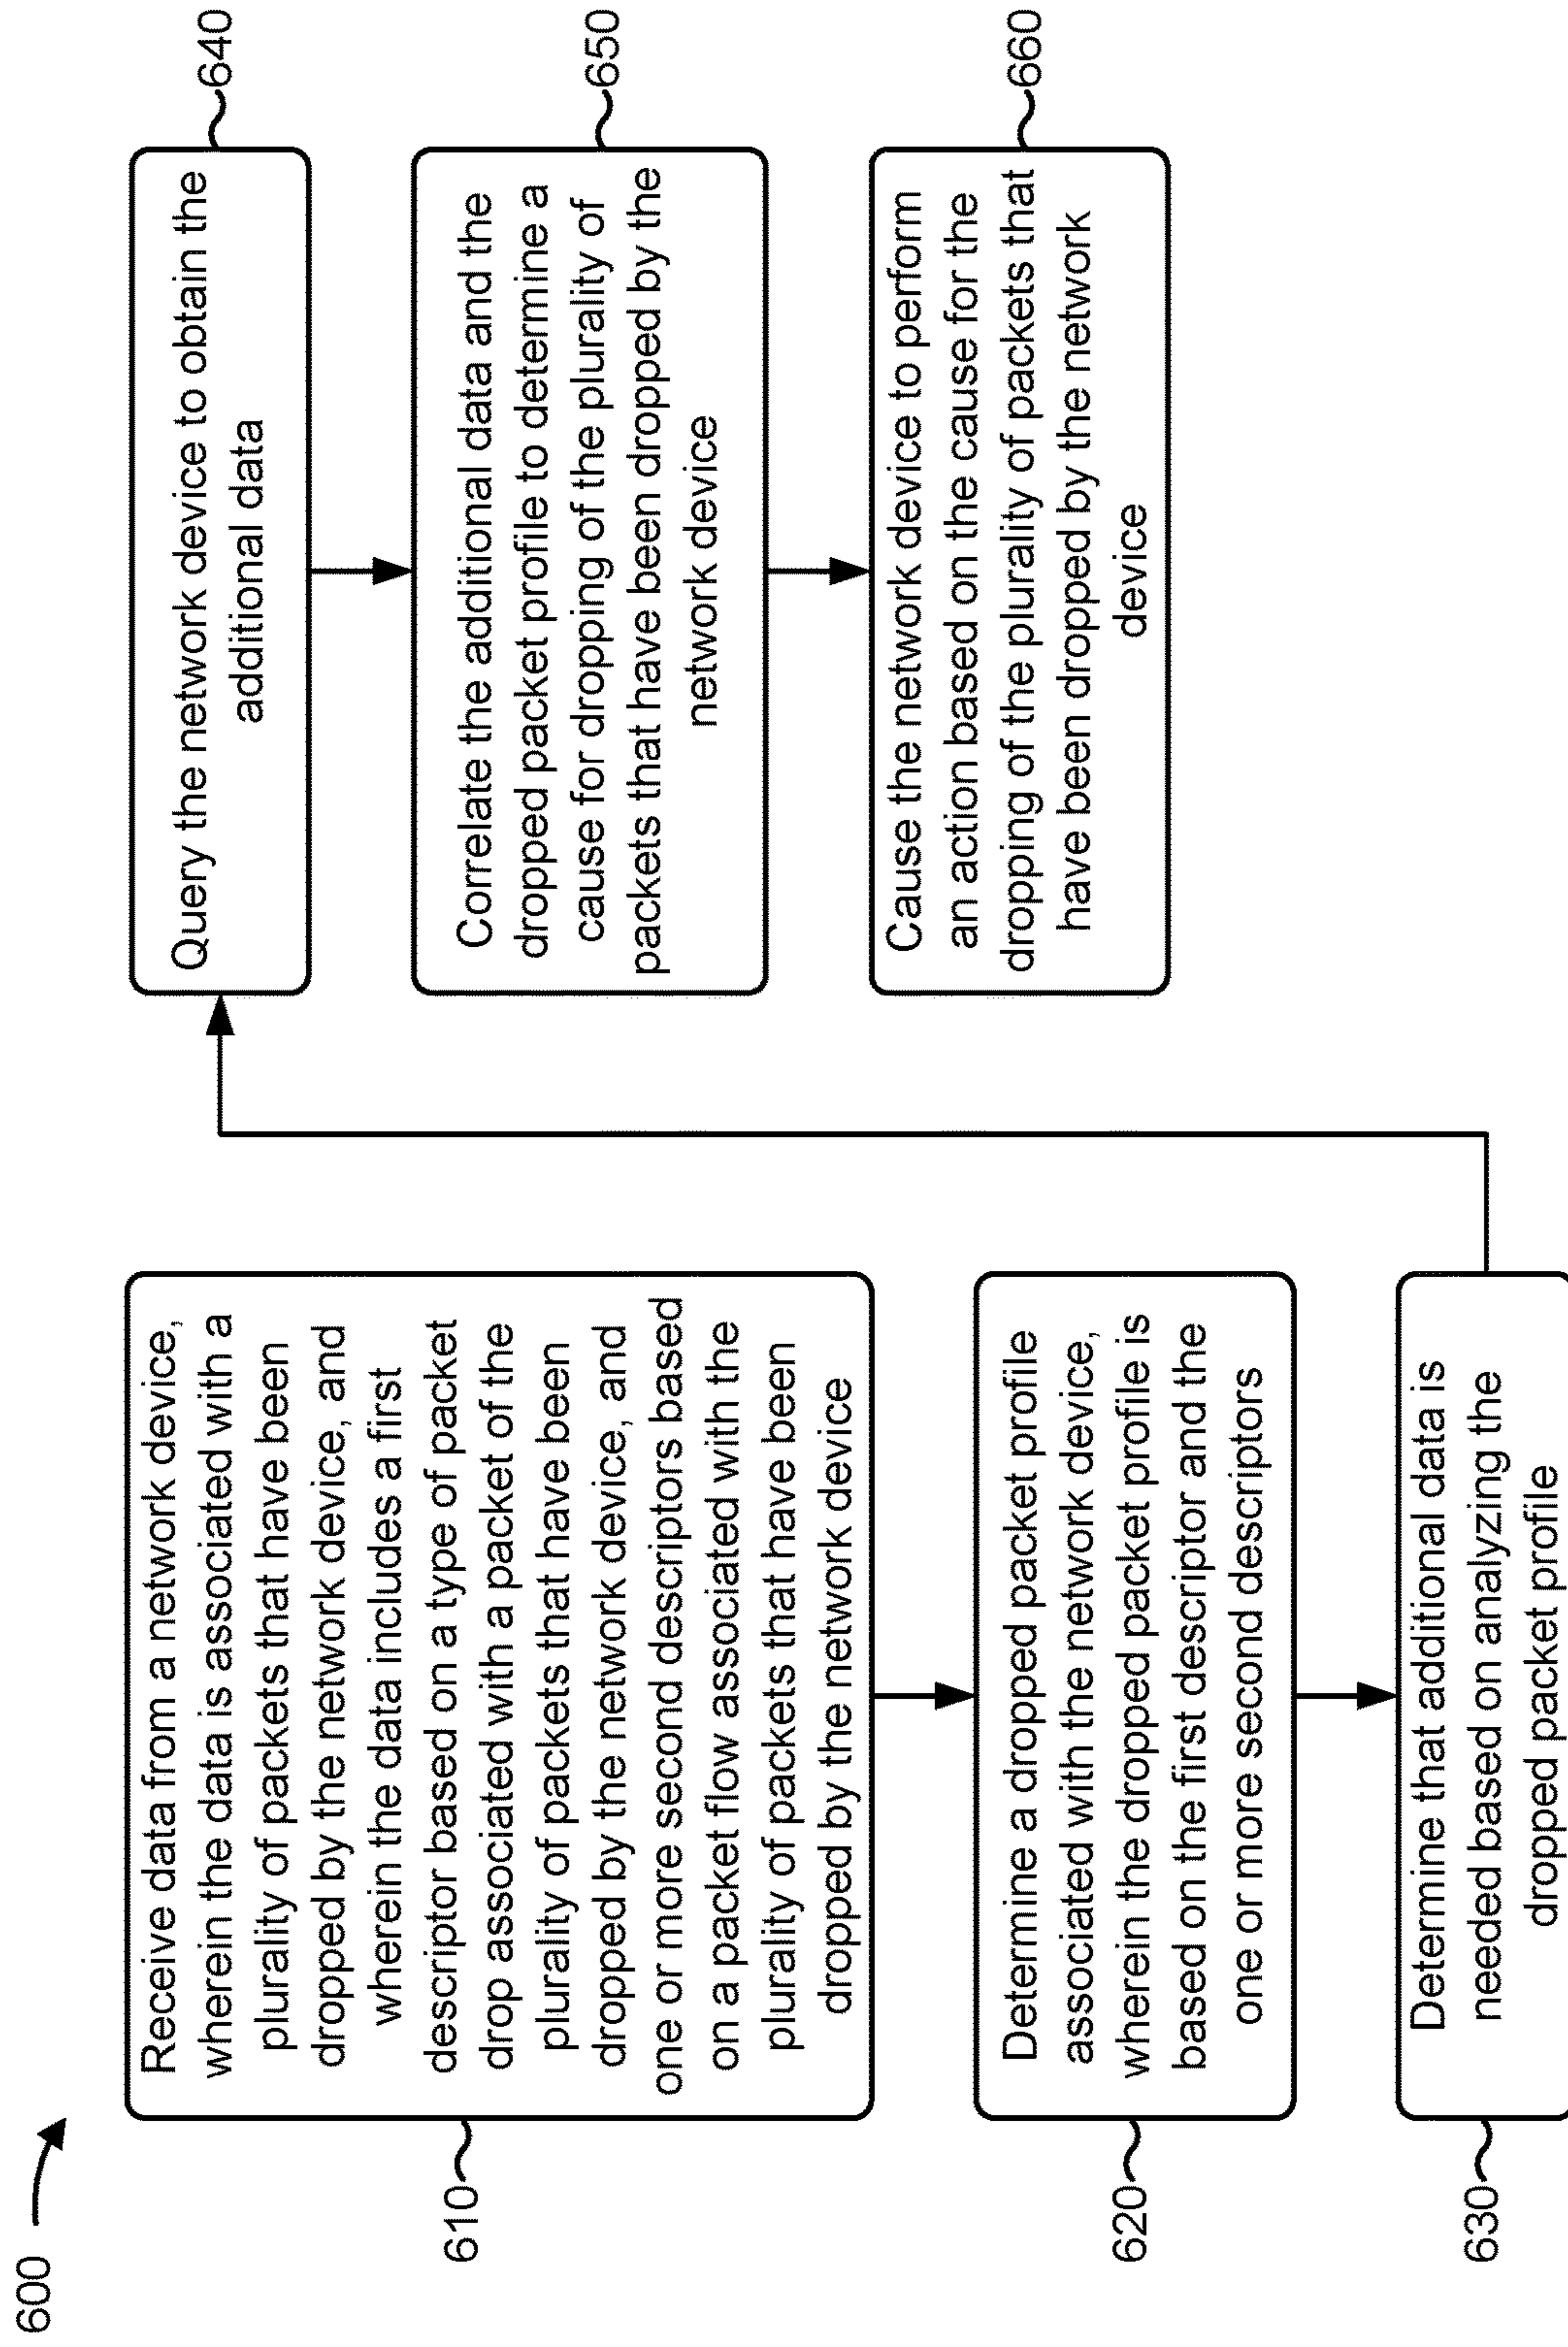 600
610
Receive data from a network device,
wherein the data is associated with a
plurality of packets that have been
dropped by the network device, and
wherein the data includes a first
descriptor based on a type of packet
drop associated with a packet of the
plurality of packets that have been
dropped by the network device, and
one or more second descriptors based
on a packet flow associated with the
plurality of packets that have been
dropped by the network device
620
Determine a dropped packet profile
associated with the network device,
wherein the dropped packet profile is
based on the first descriptor and the
one or more second descriptors
630
Determine that additional data is
needed based on analyzing the
dropped packet profile
640
Query the network device to obtain the
additional data
650
Correlate the additional data and the
dropped packet profile to determine a
cause for dropping of the plurality of
packets that have been dropped by the
network device
660
Cause the network device to perform
an action based on the cause for the
dropping of the plurality of packets that
have been dropped by the network
device